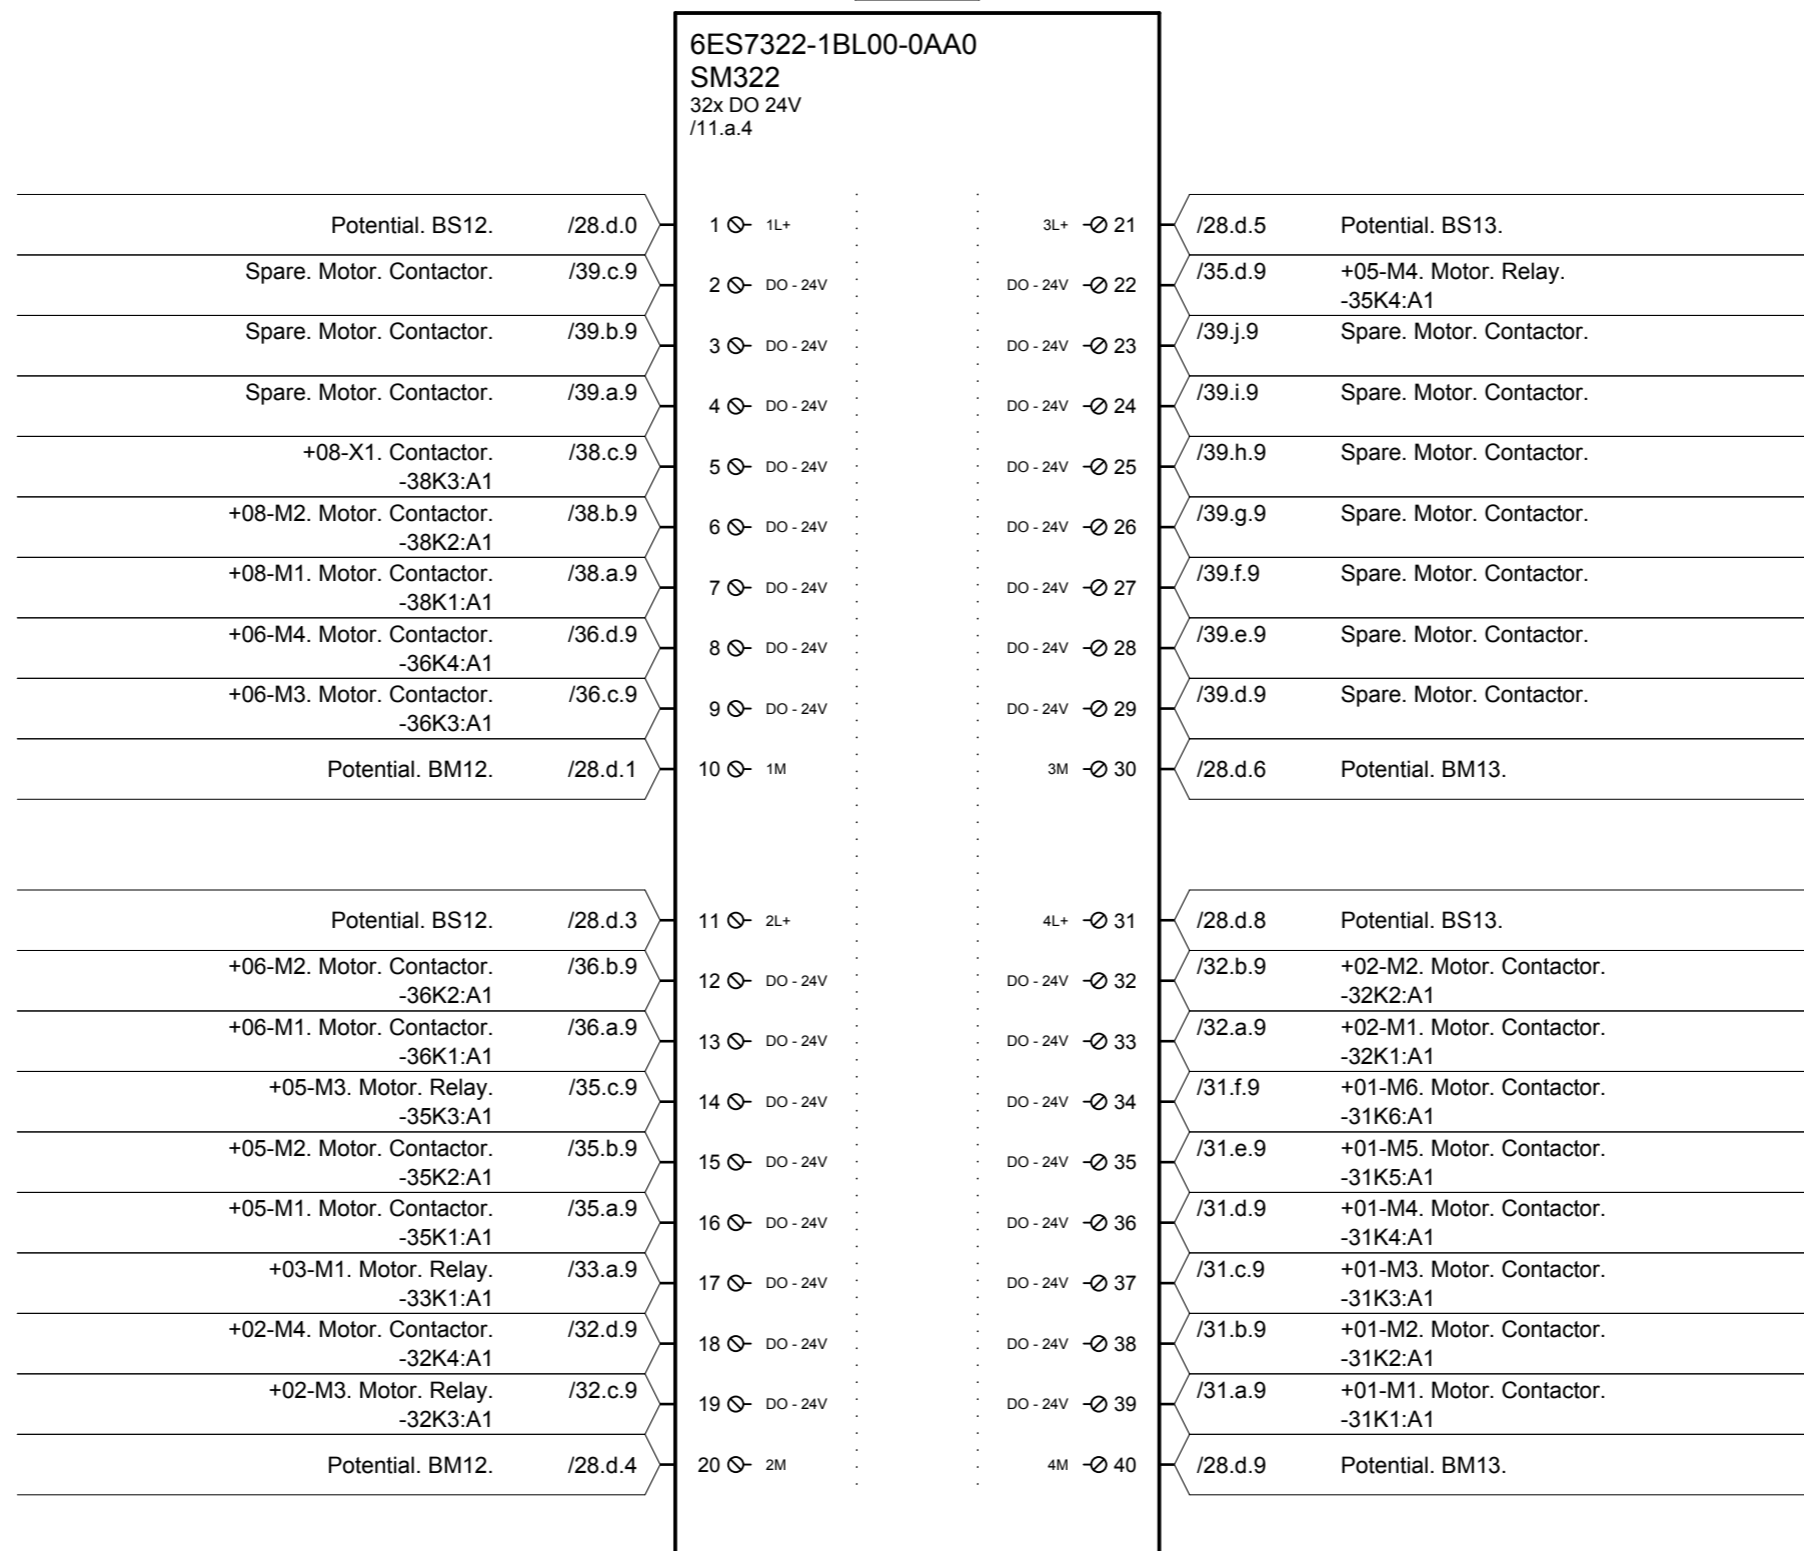 6ES7322-1BL00-0AA0
SM322
32x DO 24V
/11.a.4
Potential. BS12. /28.d.0 1 1L+ 3L+ 21 /28.d.5 Potential. BS13.
Spare. Motor. Contactor. /39.c.9 2 DO - 24V DO - 24V 22 /35.d.9 +05-M4. Motor. Relay.
-35K4:A1
Spare. Motor. Contactor. /39.b.9 3 DO - 24V DO - 24V 23 /39.j.9 Spare. Motor. Contactor.
Spare. Motor. Contactor. /39.a.9 4 DO - 24V DO - 24V 24 /39.i.9 Spare. Motor. Contactor.
+08-X1. Contactor. /38.c.9 5 DO - 24V DO - 24V 25 /39.h.9 Spare. Motor. Contactor.
-38K3:A1
+08-M2. Motor. Contactor. /38.b.9 6 DO - 24V DO - 24V 26 /39.g.9 Spare. Motor. Contactor.
-38K2:A1
+08-M1. Motor. Contactor. /38.a.9 7 DO - 24V DO - 24V 27 /39.f.9 Spare. Motor. Contactor.
-38K1:A1
+06-M4. Motor. Contactor. /36.d.9 8 DO - 24V DO - 24V 28 /39.e.9 Spare. Motor. Contactor.
-36K4:A1
+06-M3. Motor. Contactor. /36.c.9 9 DO - 24V DO - 24V 29 /39.d.9 Spare. Motor. Contactor.
-36K3:A1
Potential. BM12. /28.d.1 10 1M 3M 30 /28.d.6 Potential. BM13.
Potential. BS12. /28.d.3 11 2L+ 4L+ 31 /28.d.8 Potential. BS13.
+06-M2. Motor. Contactor. /36.b.9 12 DO - 24V DO - 24V 32 /32.b.9 +02-M2. Motor. Contactor.
-36K2:A1 -32K2:A1
+06-M1. Motor. Contactor. /36.a.9 13 DO - 24V DO - 24V 33 /32.a.9 +02-M1. Motor. Contactor.
-36K1:A1 -32K1:A1
+05-M3. Motor. Relay. /35.c.9 14 DO - 24V DO - 24V 34 /31.f.9 +01-M6. Motor. Contactor.
-35K3:A1 -31K6:A1
+05-M2. Motor. Contactor. /35.b.9 15 DO - 24V DO - 24V 35 /31.e.9 +01-M5. Motor. Contactor.
-35K2:A1 -31K5:A1
+05-M1. Motor. Contactor. /35.a.9 16 DO - 24V DO - 24V 36 /31.d.9 +01-M4. Motor. Contactor.
-35K1:A1 -31K4:A1
+03-M1. Motor. Relay. /33.a.9 17 DO - 24V DO - 24V 37 /31.c.9 +01-M3. Motor. Contactor.
-33K1:A1 -31K3:A1
+02-M4. Motor. Contactor. /32.d.9 18 DO - 24V DO - 24V 38 /31.b.9 +01-M2. Motor. Contactor.
-32K4:A1 -31K2:A1
+02-M3. Motor. Relay. /32.c.9 19 DO - 24V DO - 24V 39 /31.a.9 +01-M1. Motor. Contactor.
-32K3:A1 -31K1:A1
Potential. BM12. /28.d.4 20 2M 4M 40 /28.d.9 Potential. BM13.